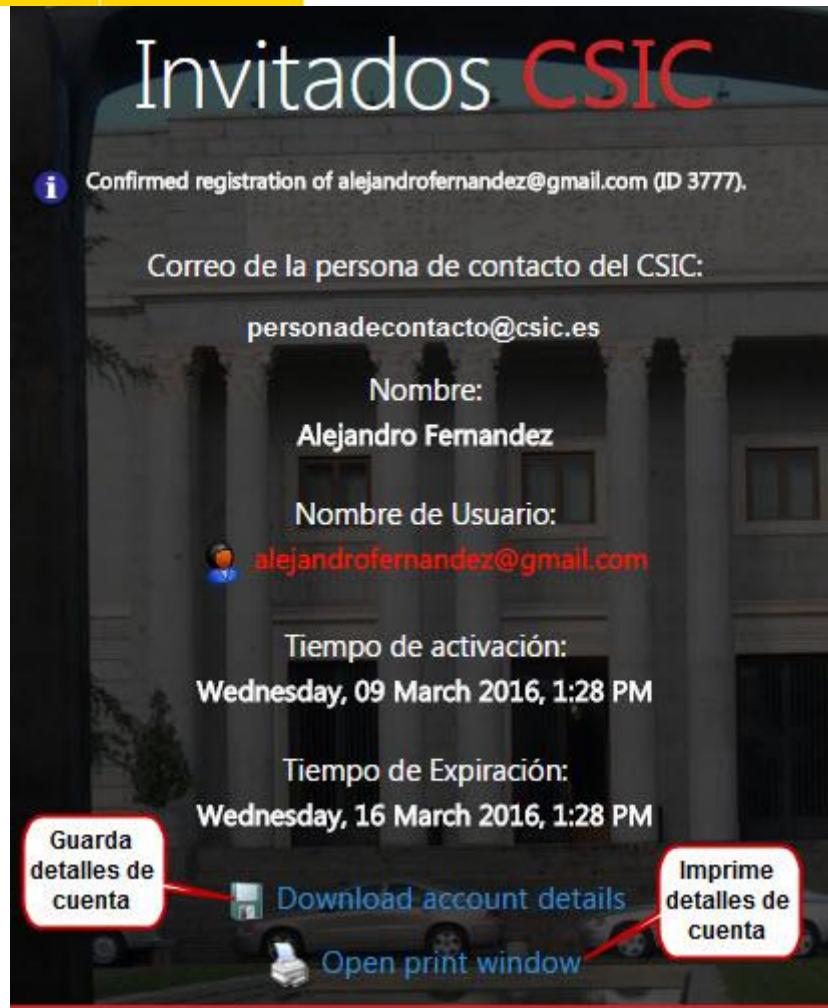 Invitados CSIC
Confirmed registration of alejandrofernandez@gmail.com (ID 3777).
Correo de la persona de contacto del CSIC:
personadecontacto@csic.es
Nombre:
Alejandro Fernandez
Nombre de Usuario:
alejandrofernandez@gmail.com
Tiempo de activación:
Wednesday, 09 March 2016, 1:28 PM
Tiempo de Expiración:
Wednesday, 16 March 2016, 1:28 PM
Guarda
detalles de
cuenta
Download account details
Imprime
detalles de
cuenta
Open print window